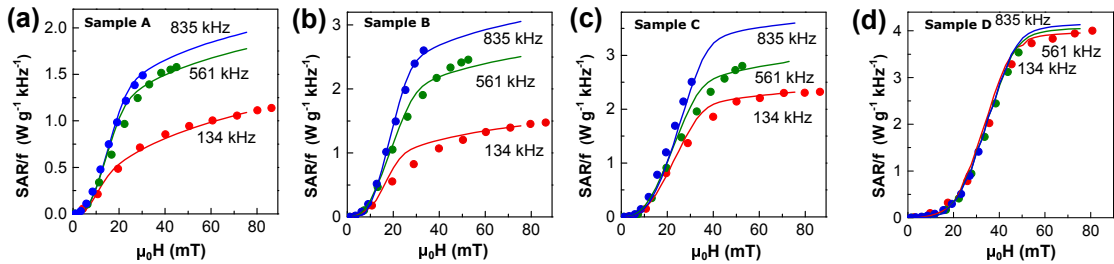 (a)
Sample A
SAR/f (W g⁻¹ kHz⁻¹)
2.0
1.5
1.0
0.5
0.0
835 kHz
561 kHz
134 kHz
0 20 40 60 80
μ₀H (mT)
(b)
Sample B
SAR/f (W g⁻¹ kHz⁻¹)
3
2
1
0
835 kHz
561 kHz
134 kHz
0 20 40 60 80
μ₀H (mT)
(c)
Sample C
SAR/f (W g⁻¹ kHz⁻¹)
3
2
1
0
835 kHz
561 kHz
134 kHz
0 20 40 60 80
μ₀H (mT)
(d)
Sample D
SAR/f (W g⁻¹ kHz⁻¹)
4
3
2
1
0
835 kHz
561 kHz
134 kHz
0 20 40 60 80
μ₀H (mT)